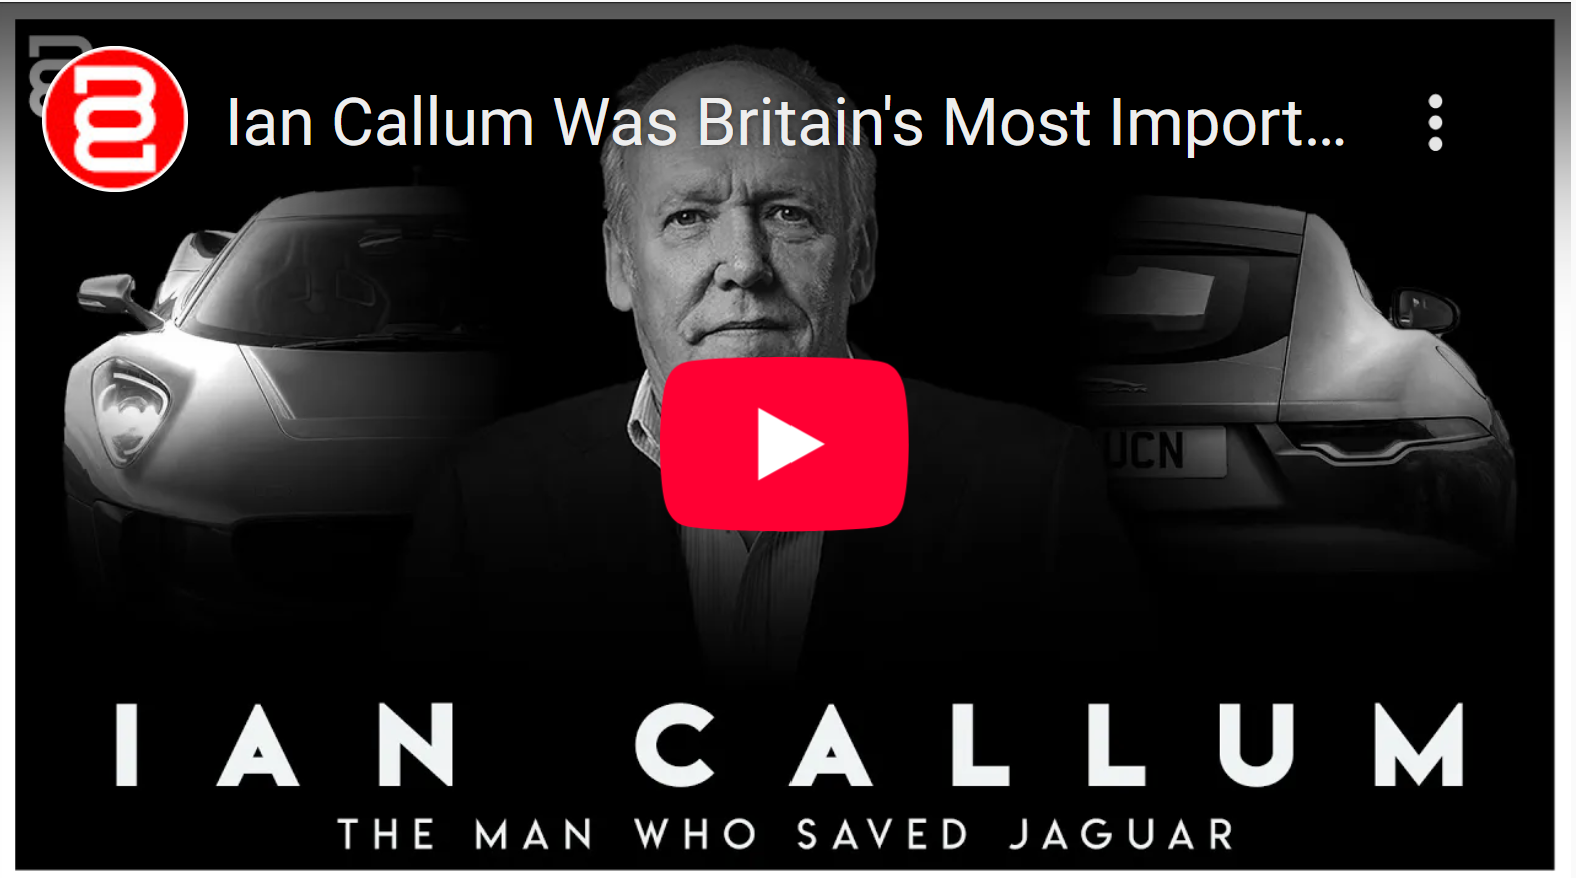 Ian Callum Was Britain's Most Import...
UCN
IAN CALLUM
THE MAN WHO SAVED JAGUAR